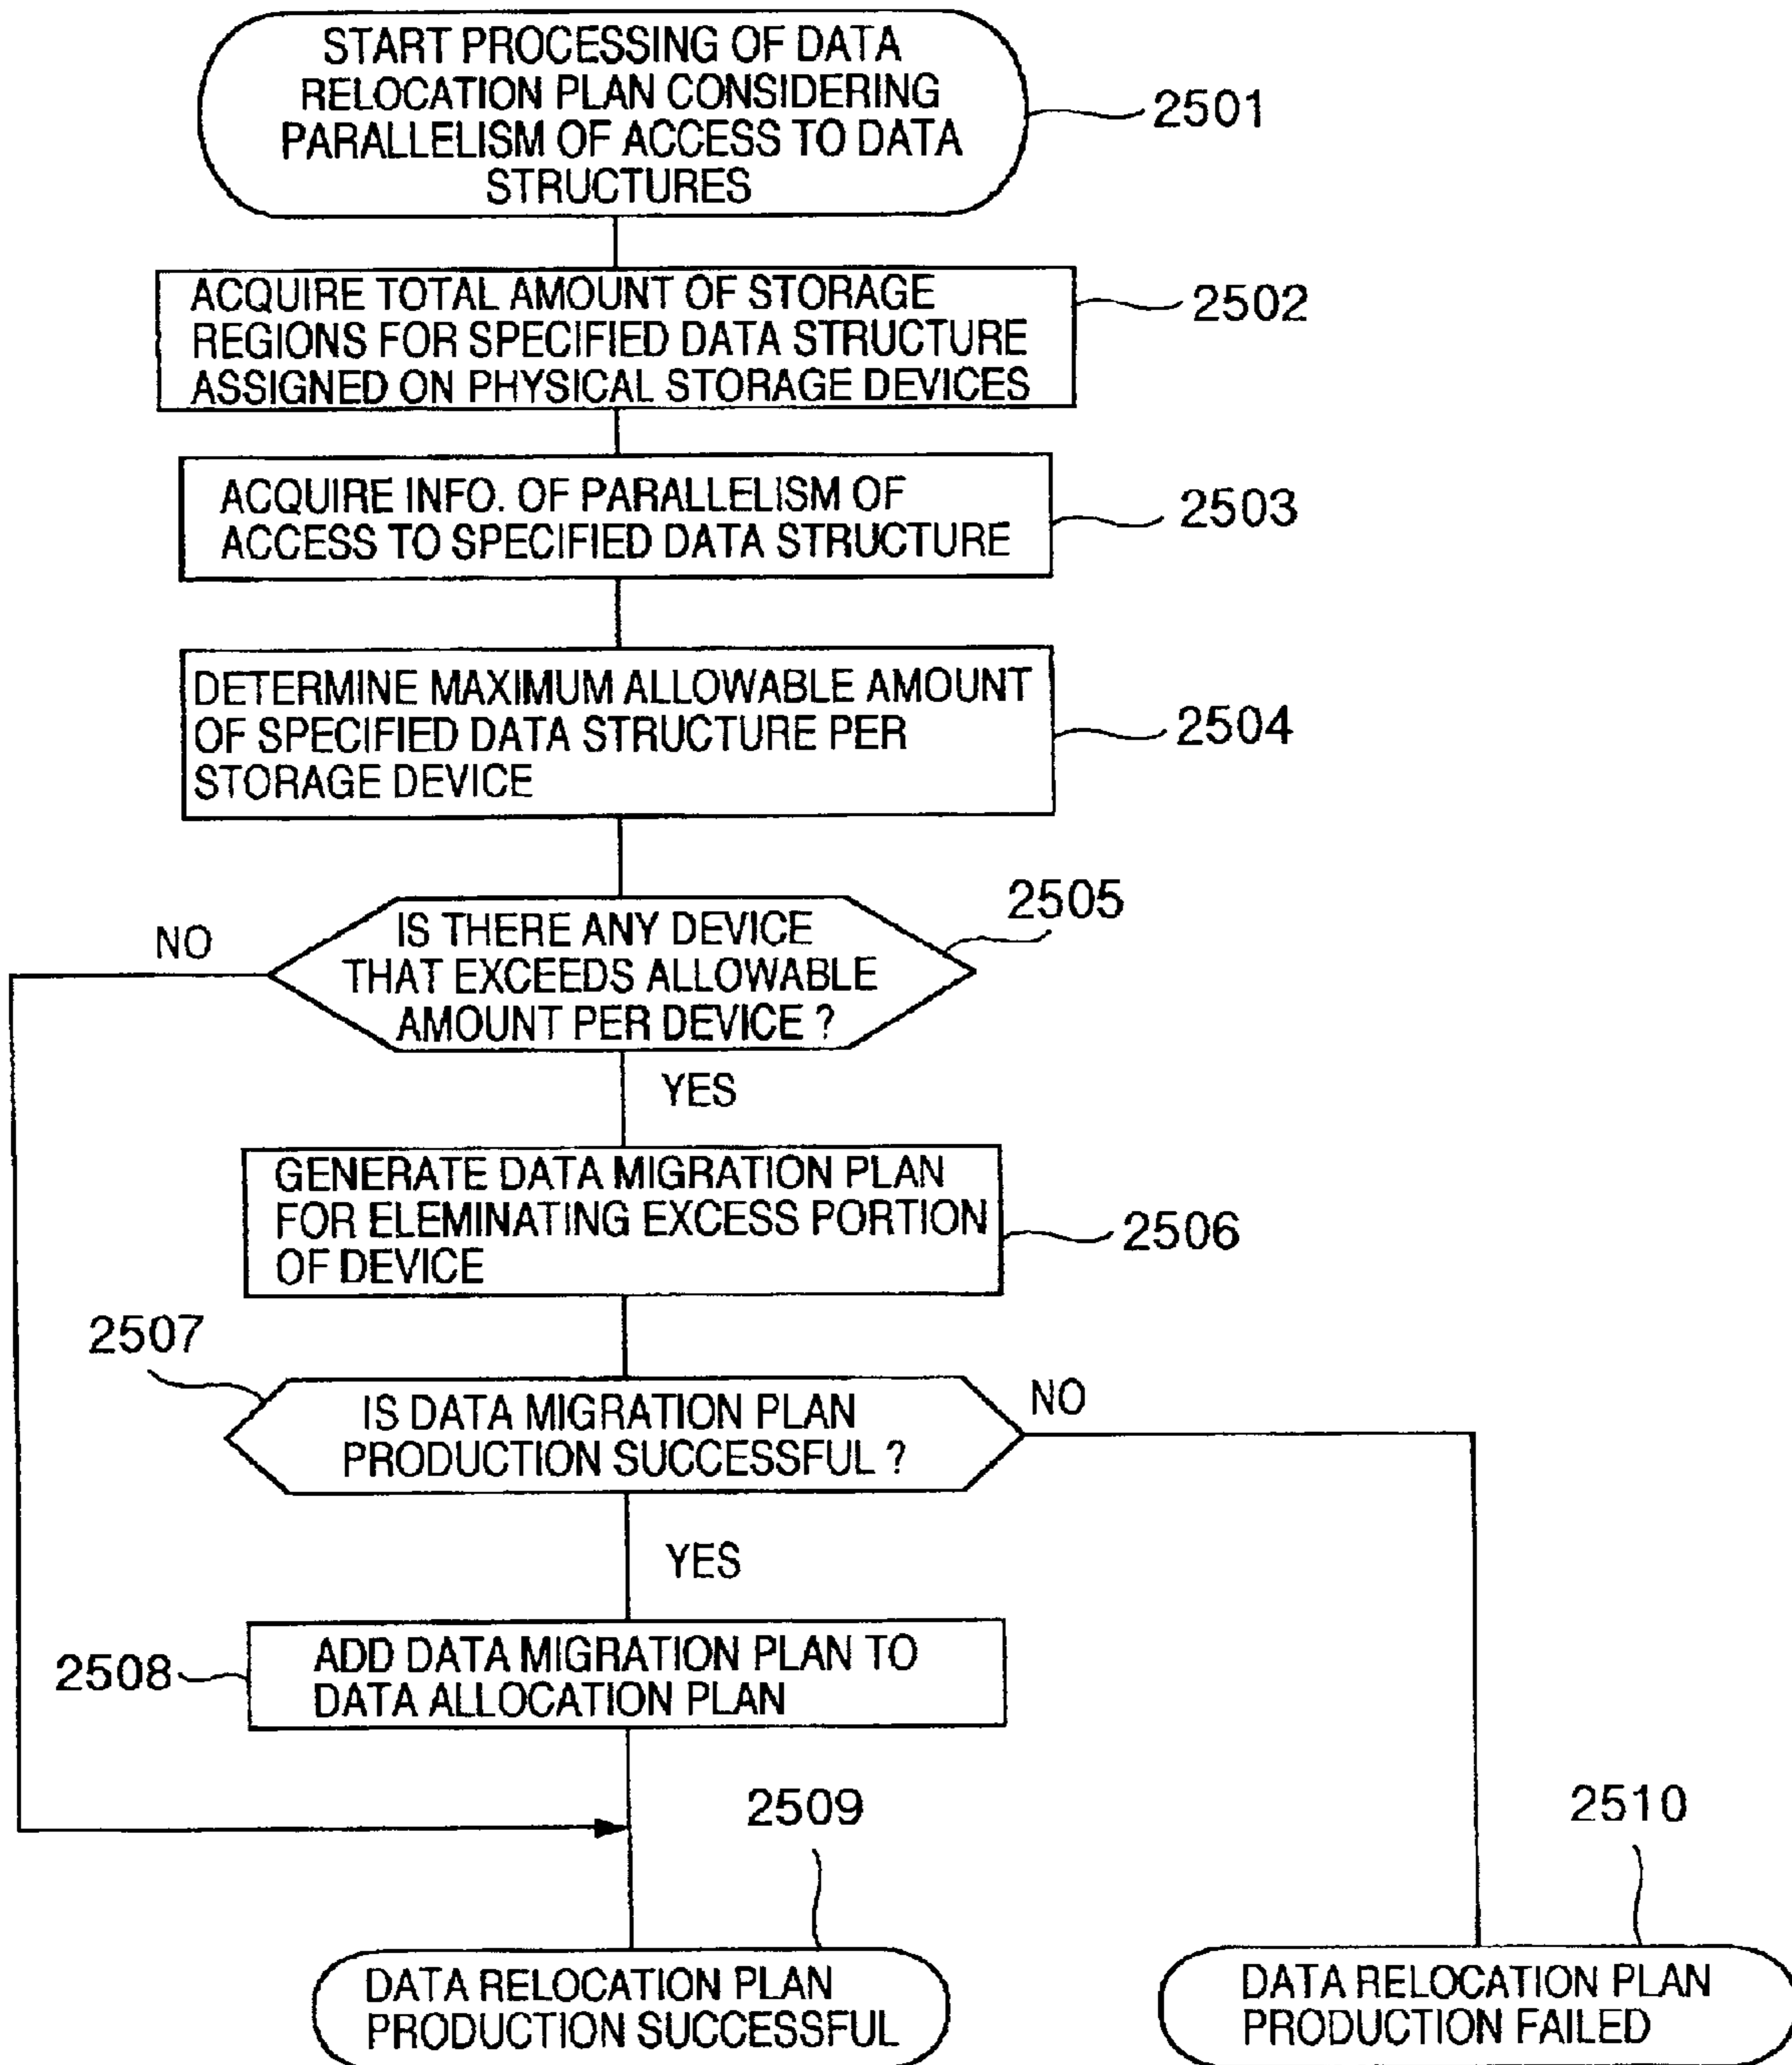 START PROCESSING OF DATA
RELOCATION PLAN CONSIDERING
PARALLELISM OF ACCESS TO DATA
STRUCTURES
2501
ACQUIRE TOTAL AMOUNT OF STORAGE
REGIONS FOR SPECIFIED DATA STRUCTURE
ASSIGNED ON PHYSICAL STORAGE DEVICES
2502
ACQUIRE INFO. OF PARALLELISM OF
ACCESS TO SPECIFIED DATA STRUCTURE
2503
DETERMINE MAXIMUM ALLOWABLE AMOUNT
OF SPECIFIED DATA STRUCTURE PER
STORAGE DEVICE
2504
2505
NO
IS THERE ANY DEVICE
THAT EXCEEDS ALLOWABLE
AMOUNT PER DEVICE ?
YES
GENERATE DATA MIGRATION PLAN
FOR ELEMINATING EXCESS PORTION
OF DEVICE
2506
2507
IS DATA MIGRATION PLAN
PRODUCTION SUCCESSFUL ?
NO
YES
2508
ADD DATA MIGRATION PLAN TO
DATA ALLOCATION PLAN
2509
2510
DATA RELOCATION PLAN
PRODUCTION SUCCESSFUL
DATA RELOCATION PLAN
PRODUCTION FAILED